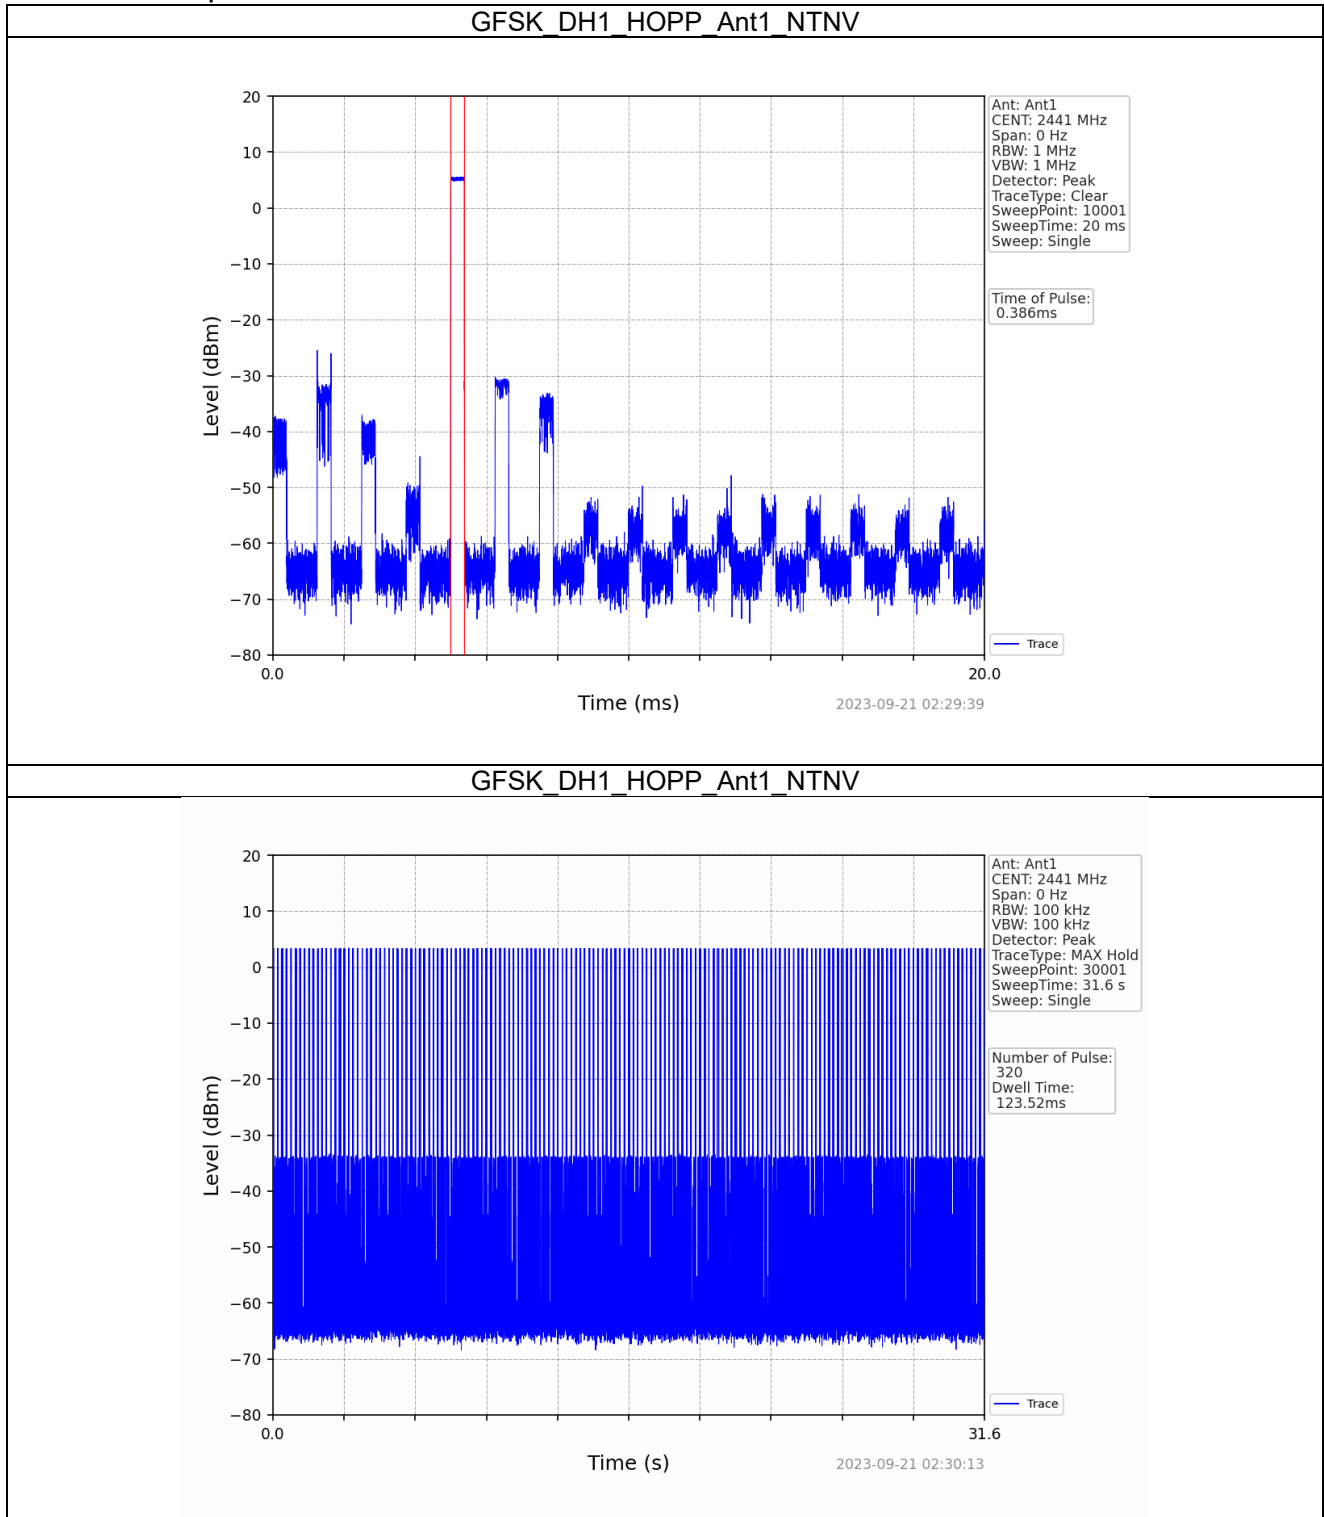 GFSK_DH1_HOPP_Ant1_NTNV
20
10
0
−10
−20
−30
−40
−50
−60
−70
−80
Level (dBm)
0.0
20.0
Time (ms)
2023-09-21 02:29:39
Ant: Ant1
CENT: 2441 MHz
Span: 0 Hz
RBW: 1 MHz
VBW: 1 MHz
Detector: Peak
TraceType: Clear
SweepPoint: 10001
SweepTime: 20 ms
Sweep: Single
Time of Pulse:
0.386ms
Trace
GFSK_DH1_HOPP_Ant1_NTNV
20
10
0
−10
−20
−30
−40
−50
−60
−70
−80
Level (dBm)
0.0
31.6
Time (s)
2023-09-21 02:30:13
Ant: Ant1
CENT: 2441 MHz
Span: 0 Hz
RBW: 100 kHz
VBW: 100 kHz
Detector: Peak
TraceType: MAX Hold
SweepPoint: 30001
SweepTime: 31.6 s
Sweep: Single
Number of Pulse:
320
Dwell Time:
123.52ms
Trace